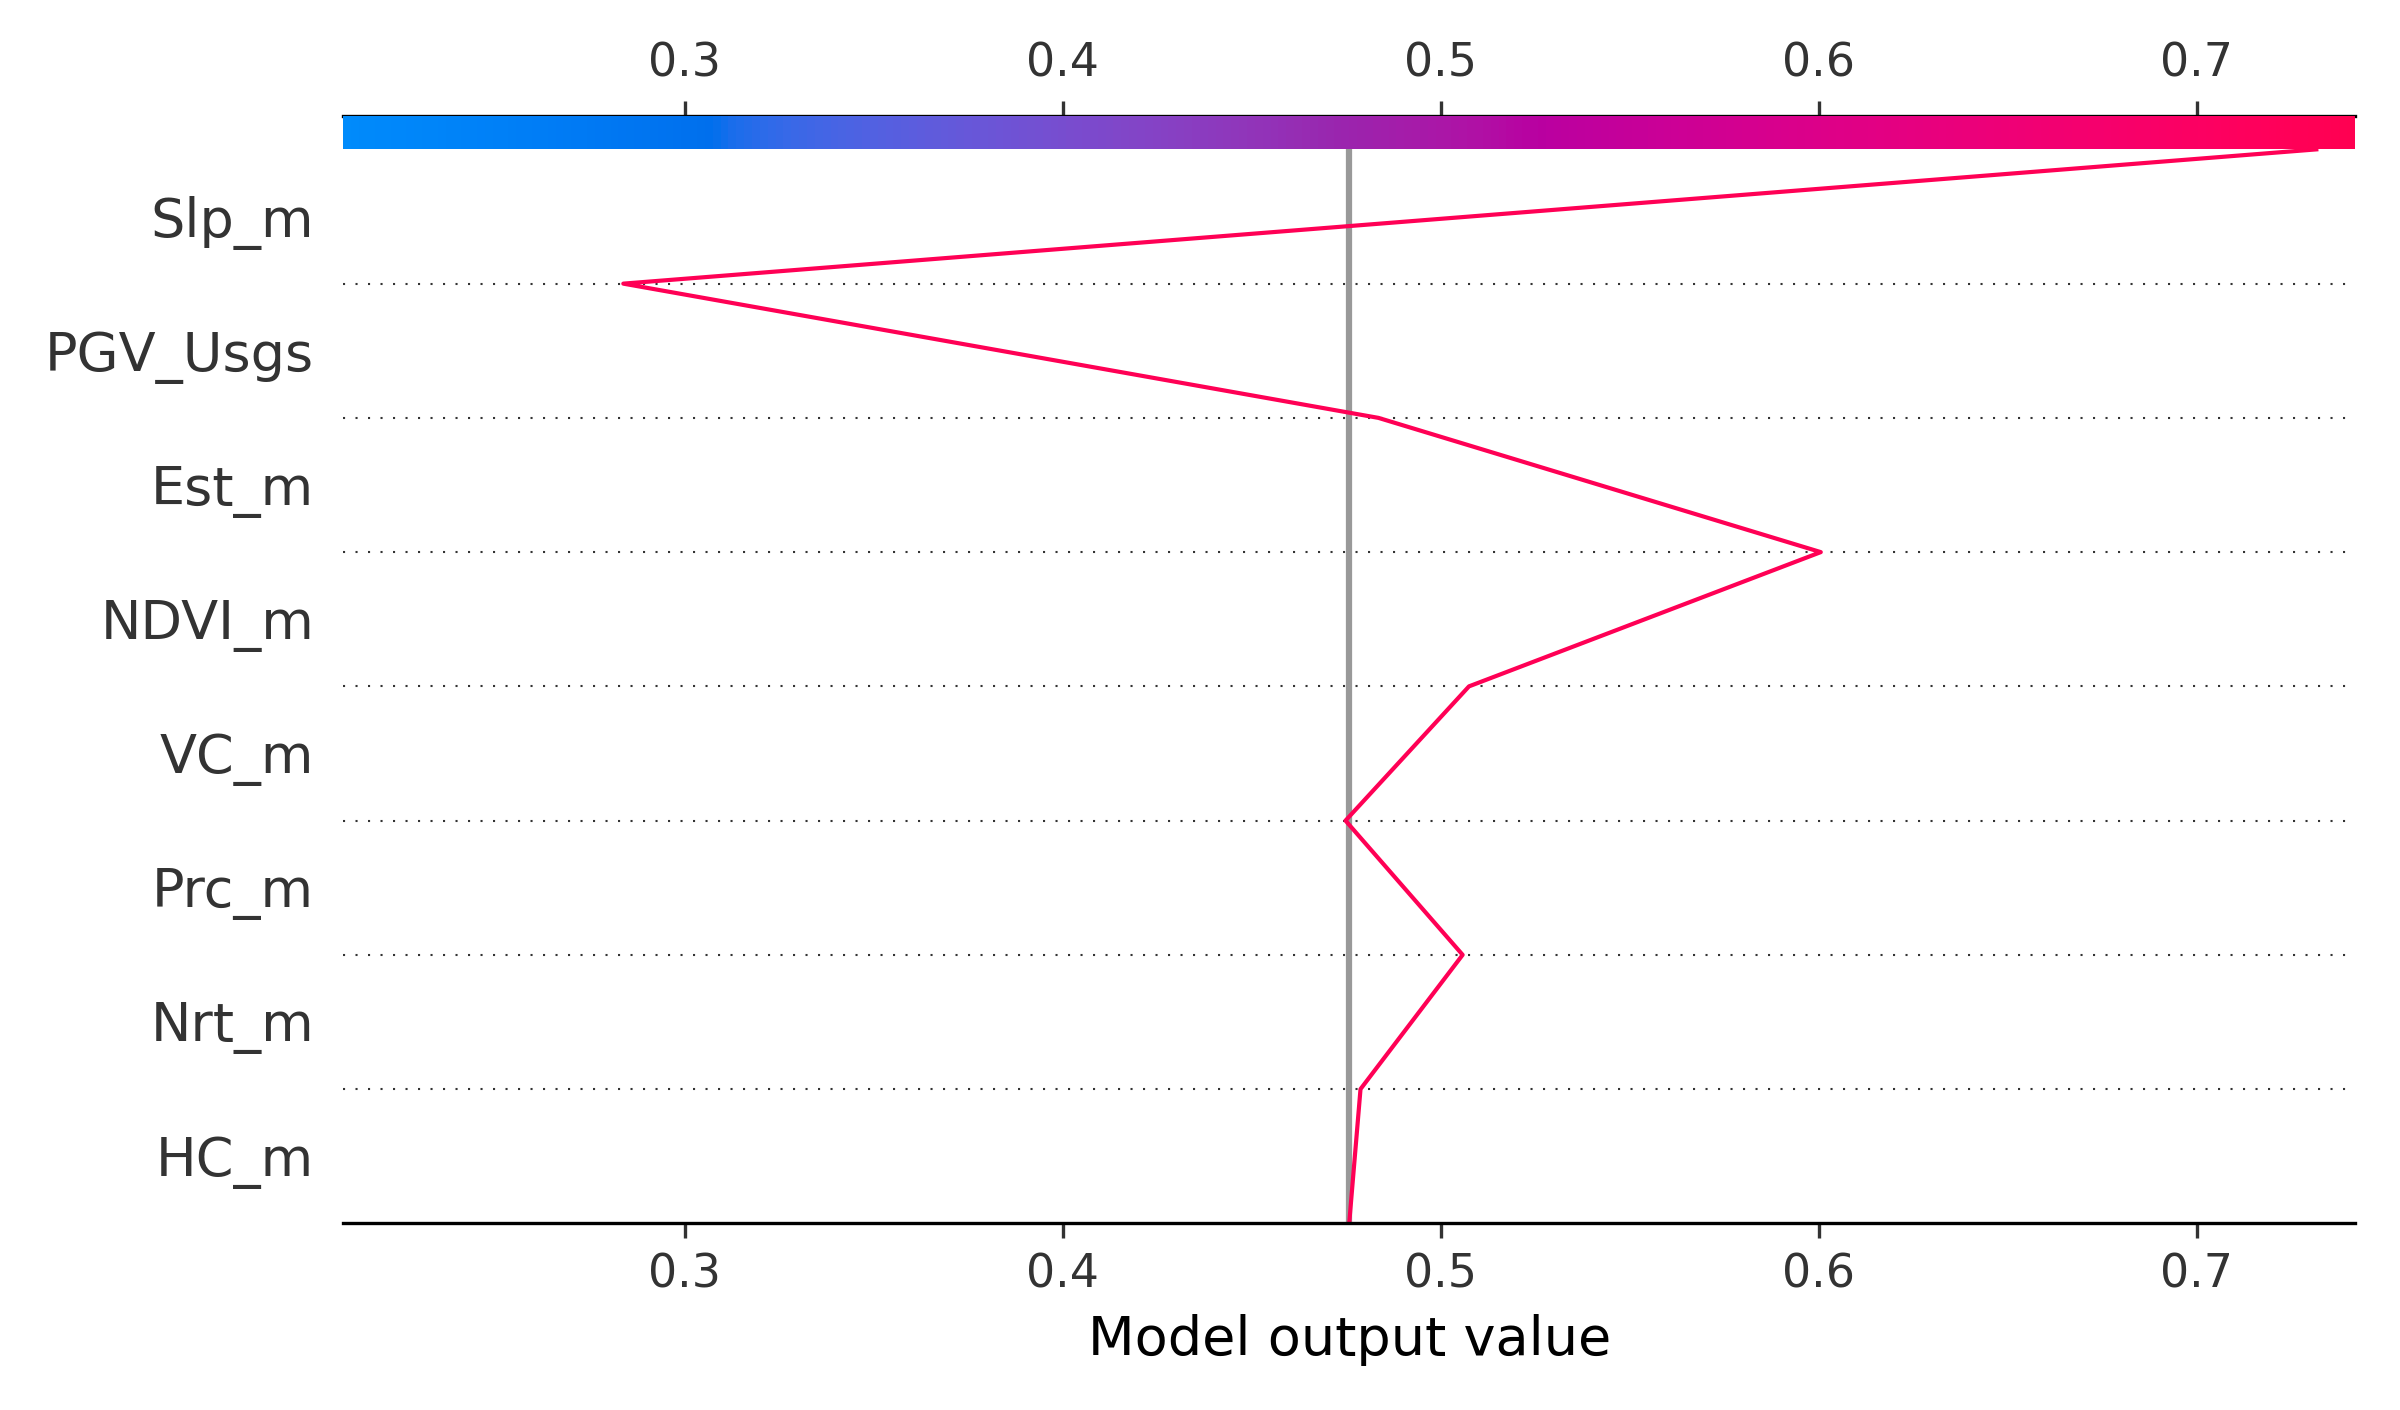 0.3 0.4 0.5 0.6 0.7
Slp_m
PGV_Usgs
Est_m
NDVI_m
VC_m
Prc_m
Nrt_m
HC_m
0.3 0.4 0.5 0.6 0.7
Model output value